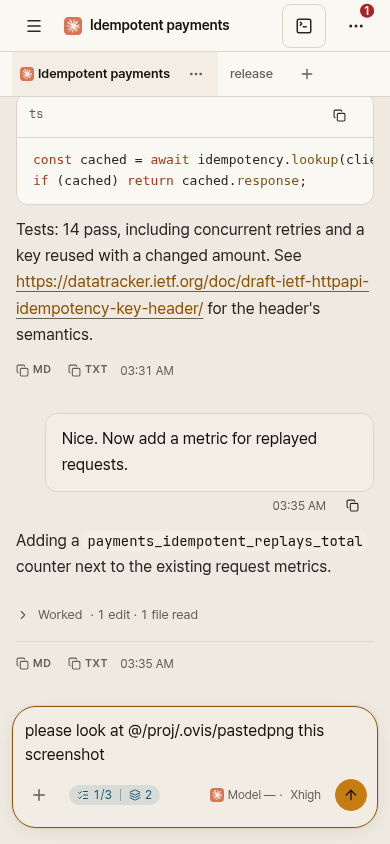 Idempotent payments
1
Idempotent payments
release
ts
const cached = await idempotency.lookup(clie
if (cached) return cached.response;
Tests: 14 pass, including concurrent retries and a
key reused with a changed amount. See
https://datatracker.ietf.org/doc/draft-ietf-httpapi-
idempotency-key-header/ for the header's
semantics.
MD TXT 03:31 AM
Nice. Now add a metric for replayed
requests.
03:35 AM
Adding a payments_idempotent_replays_total
counter next to the existing request metrics.
Worked · 1 edit · 1 file read
MD TXT 03:35 AM
please look at @/proj/.ovis/pastedpng this
screenshot
1/3 2 Model — · Xhigh